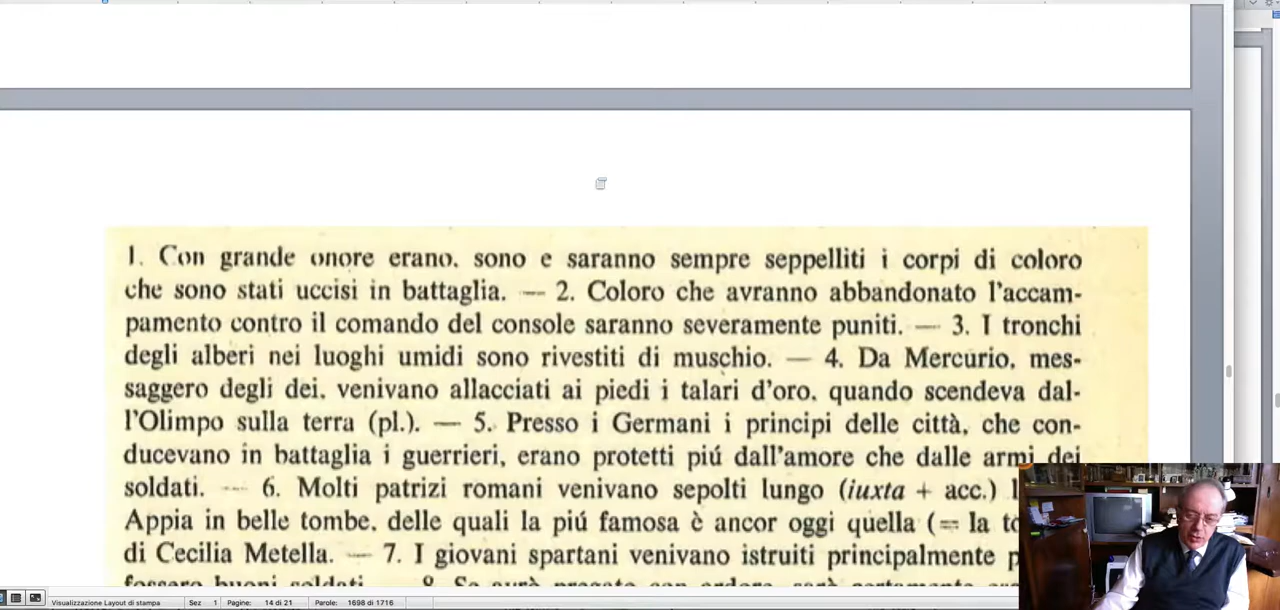 1. Con grande onore erano, sono e saranno sempre seppelliti i corpi di coloro
che sono stati uccisi in battaglia. — 2. Coloro che avranno abbandonato l'accam-
pamento contro il comando del console saranno severamente puniti. — 3. I tronchi
degli alberi nei luoghi umidi sono rivestiti di muschio. — 4. Da Mercurio, mes-
saggero degli dei, venivano allacciati ai piedi i talari d'oro, quando scendeva dal-
l'Olimpo sulla terra (pl.). — 5. Presso i Germani i principi delle città, che con-
ducevano in battaglia i guerrieri, erano protetti piú dall'amore che dalle armi dei
soldati. — 6. Molti patrizi romani venivano sepolti lungo (iuxta + acc.)
Appia in belle tombe, delle quali la piú famosa è ancor oggi quella (= la
di Cecilia Metella. — 7. I giovani spartani venivano istruiti principalmente
fossero buoni soldati. — 8. Se
Visualizzazione Layout di stampa Sez 1 Pagine: 14 di 21 Parole: 1698 di 1716